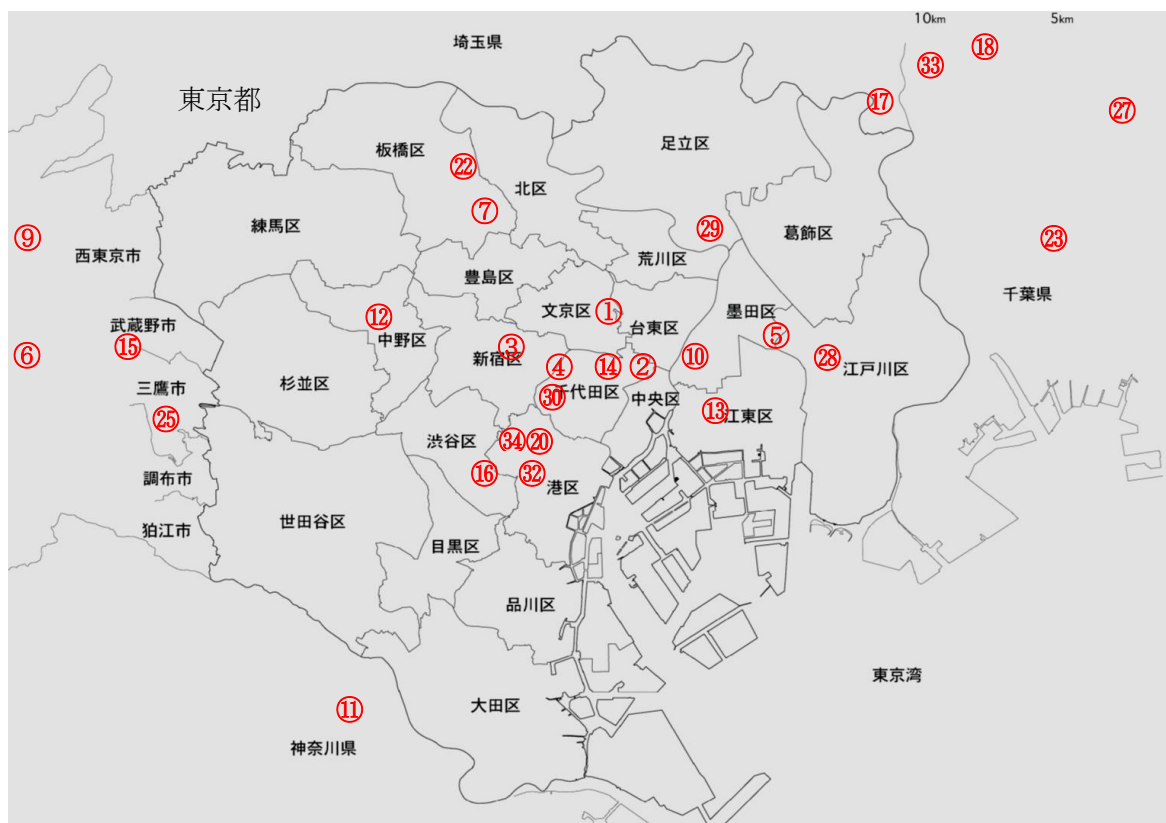 10km 5km
埼玉県
⑱
㉝
東京都
⑰
㉗
足立区
板橋区
㉒
北区
⑦
練馬区
㉙
葛飾区
⑨
㉓
西東京市
荒川区
豊島区
千葉県
文京区
①
墨田区
⑫
台東区
武蔵野市
⑤
中野区
⑮
③
新宿区
⑥
⑩
㉘
江戸川区
④
⑭
②
三鷹市
杉並区
千代田区
㉚
中央区
⑬
江東区
㉕
渋谷区
㉞
⑳
⑯
㉜
港区
調布市
世田谷区
狛江市
目黒区
品川区
東京湾
大田区
⑪
神奈川県